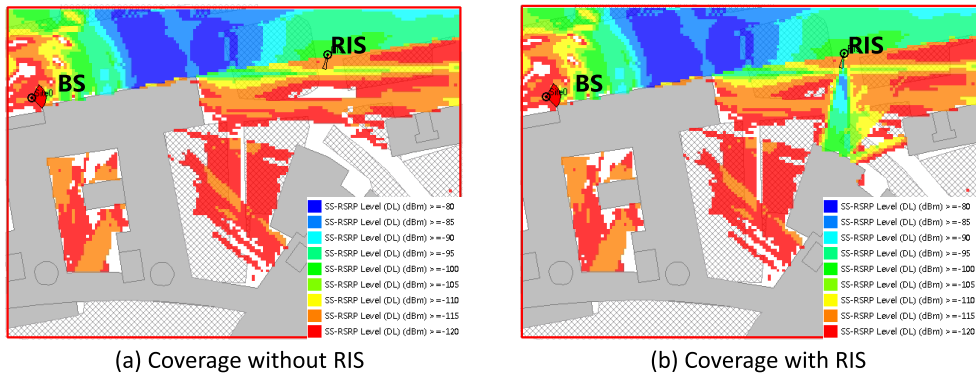 RIS
BS
SS-RSRP Level (DL) (dBm) >=-80
SS-RSRP Level (DL) (dBm) >=-85
SS-RSRP Level (DL) (dBm) >=-90
SS-RSRP Level (DL) (dBm) >=-95
SS-RSRP Level (DL) (dBm) >=-100
SS-RSRP Level (DL) (dBm) >=-105
SS-RSRP Level (DL) (dBm) >=-110
SS-RSRP Level (DL) (dBm) >=-115
SS-RSRP Level (DL) (dBm) >=-120
(a) Coverage without RIS
RIS
BS
SS-RSRP Level (DL) (dBm) >=-80
SS-RSRP Level (DL) (dBm) >=-85
SS-RSRP Level (DL) (dBm) >=-90
SS-RSRP Level (DL) (dBm) >=-95
SS-RSRP Level (DL) (dBm) >=-100
SS-RSRP Level (DL) (dBm) >=-105
SS-RSRP Level (DL) (dBm) >=-110
SS-RSRP Level (DL) (dBm) >=-115
SS-RSRP Level (DL) (dBm) >=-120
(b) Coverage with RIS